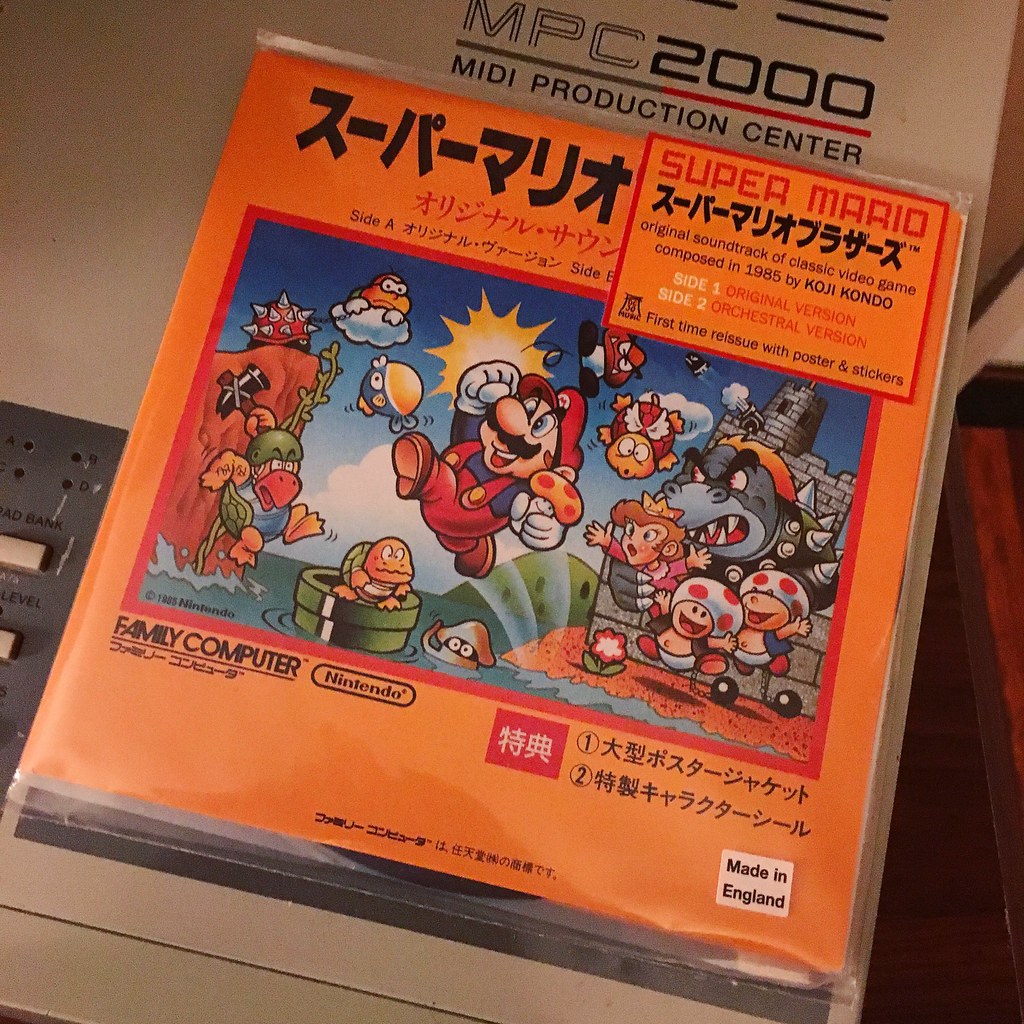 MPC2000
MIDI PRODUCTION CENTER
スーパーマリオ
オリジナル・サウン
Side A オリジナル・ヴァージョン Side B
SUPER MARIO
スーパーマリオブラザーズ™
original soundtrack of classic video game
composed in 1985 by KOJI KONDO
SIDE 1 ORIGINAL VERSION
SIDE 2 ORCHESTRAL VERSION
MUSIC
First time reissue with poster & stickers
A
B
C
D
PAD BANK
LEVEL
©1985 Nintendo
FAMILY COMPUTER™
ファミリー コンピュータ™
Nintendo®
特典
①大型ポスタージャケット
②特製キャラクターシール
ファミリー コンピュータ™ は、任天堂㈱の商標です。
Made in
England